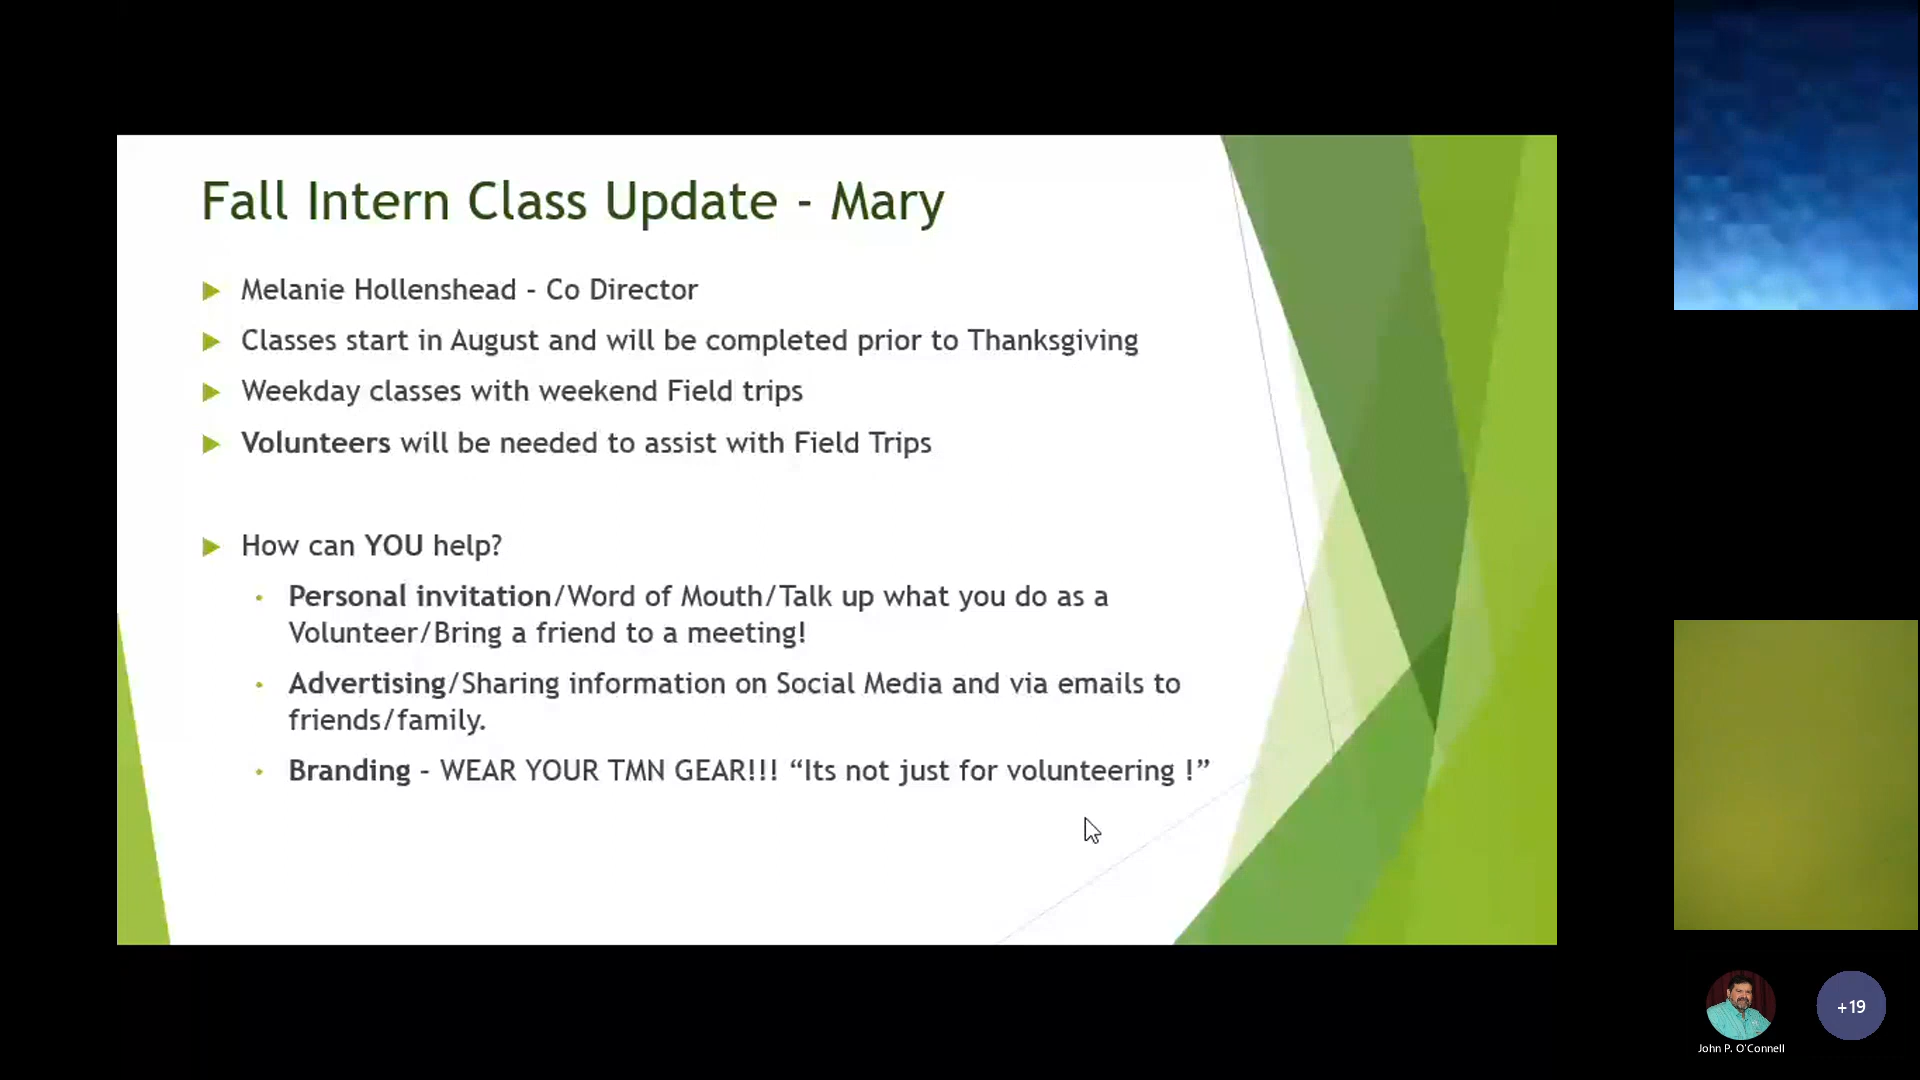 Fall Intern Class Update - Mary
Melanie Hollenshead - Co Director
Classes start in August and will be completed prior to Thanksgiving
Weekday classes with weekend Field trips
Volunteers will be needed to assist with Field Trips
How can YOU help?
Personal invitation/Word of Mouth/Talk up what you do as a
Volunteer/Bring a friend to a meeting!
Advertising/Sharing information on Social Media and via emails to
friends/family.
Branding - WEAR YOUR TMN GEAR!!! “Its not just for volunteering !”
+19
John P. O'Connell